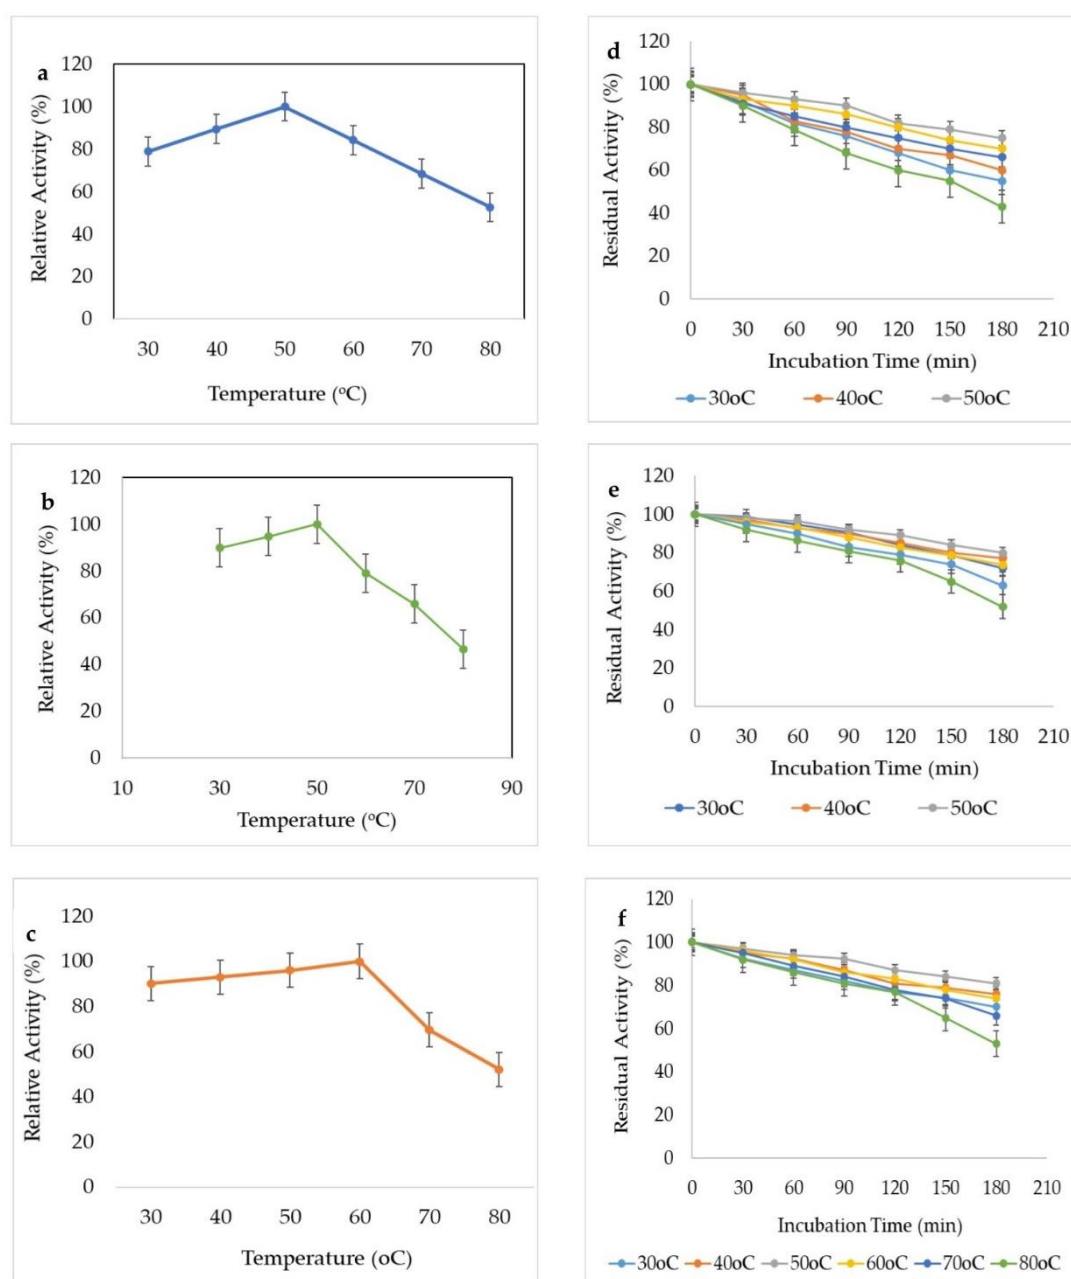 a
120
100
80
60
40
20
0
Relative Activity (%)
30 40 50 60 70 80
Temperature (ºC)
d
120
100
80
60
40
20
0
Residual Activity (%)
0 30 60 90 120 150 180 210
Incubation Time (min)
30oC 40oC 50oC
b
120
100
80
60
40
20
0
Relative Activity (%)
10 30 50 70 90
Temperature (ºC)
e
120
100
80
60
40
20
0
Residual Activity (%)
0 30 60 90 120 150 180 210
Incubation Time (min)
30oC 40oC 50oC
c
120
100
80
60
40
20
0
Relative Activity (%)
30 40 50 60 70 80
Temperature (oC)
f
120
100
80
60
40
20
0
Residual Activity (%)
0 30 60 90 120 150 180 210
Incubation Time (min)
30oC 40oC 50oC 60oC 70oC 80oC